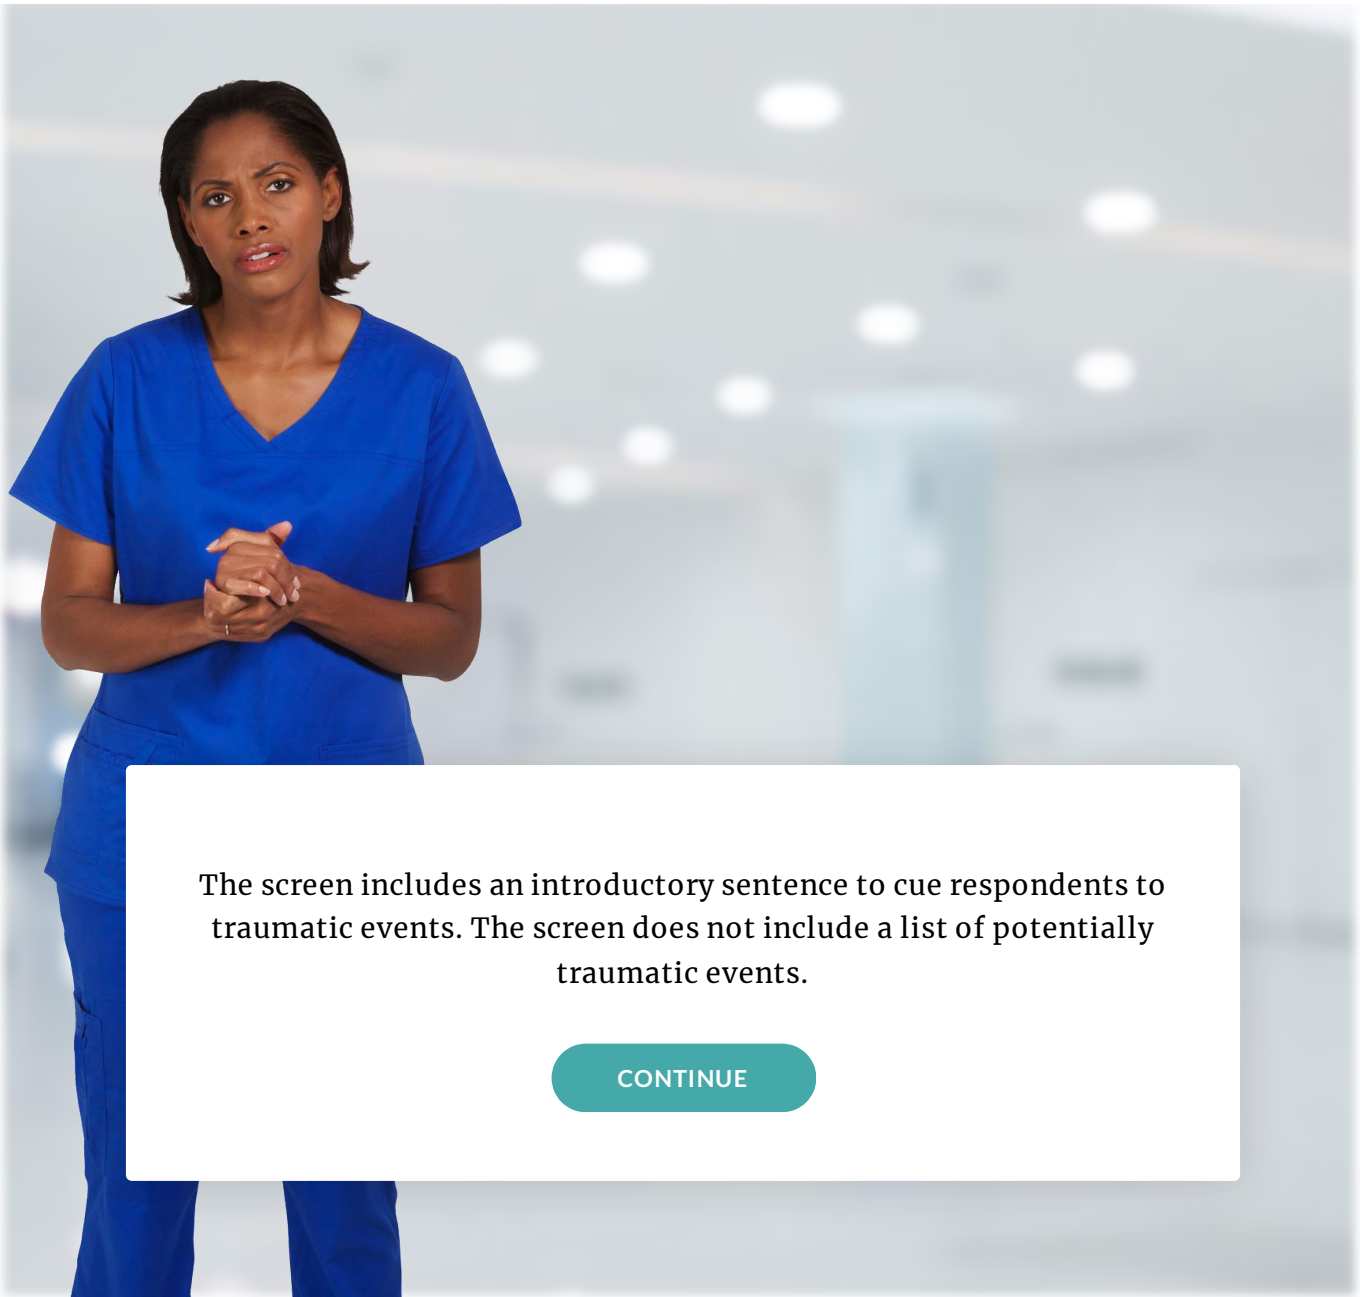 The screen includes an introductory sentence to cue respondents to
traumatic events. The screen does not include a list of potentially
traumatic events.
CONTINUE